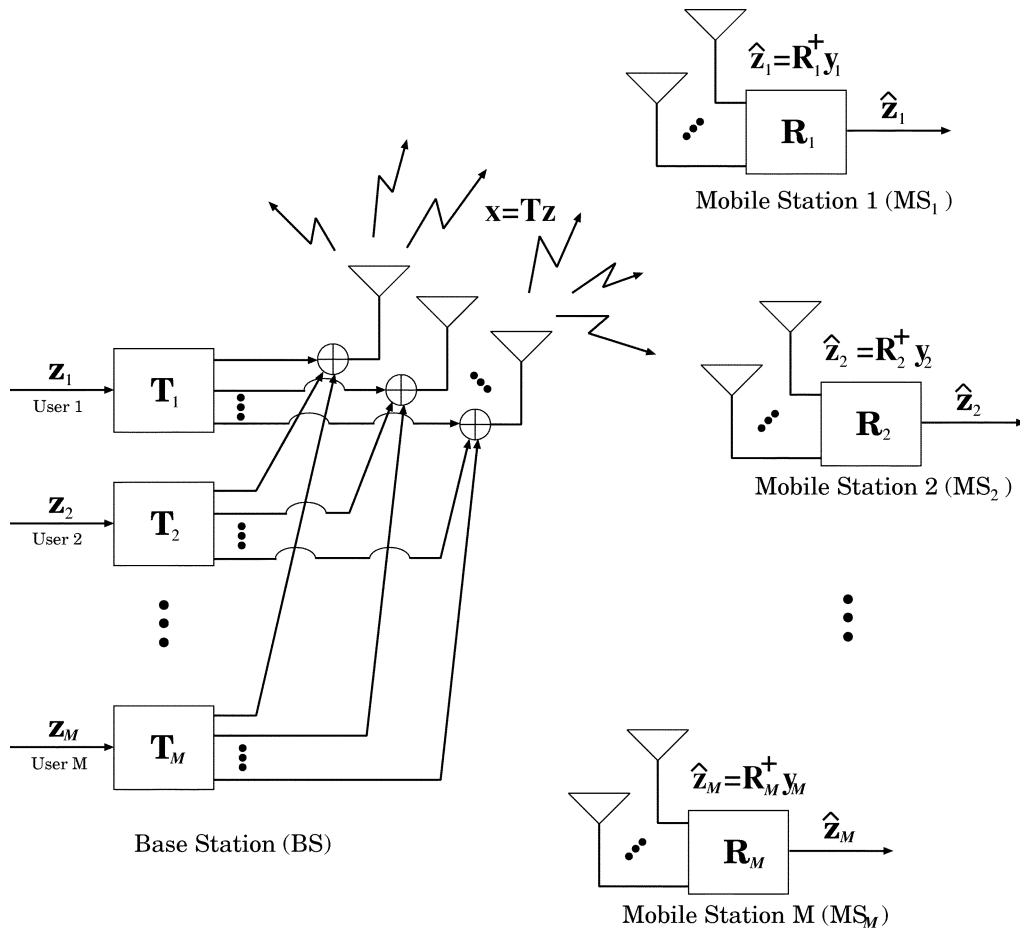 ẑ₁=R₁⁺y₁
R₁
ẑ₁
Mobile Station 1 (MS₁ )
x=Tz
z₁
User 1
T₁
ẑ₂ =R₂⁺y₂
R₂
ẑ₂
Mobile Station 2 (MS₂ )
z₂
User 2
T₂
z_M
User M
T_M
Base Station (BS)
ẑ_M=R_M⁺y_M
R_M
ẑ_M
Mobile Station M (MS_M)